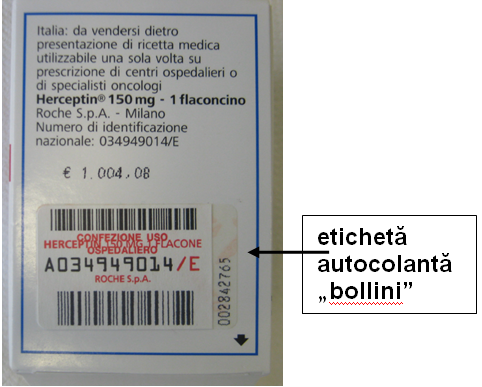 Italia: da vendersi dietro
presentazione di ricetta medica
utilizzabile una sola volta su
prescrizione di centri ospedalieri o
di specialisti oncologi
Herceptin® 150 mg - 1 flaconcino
Roche S.p.A. - Milano
Numero di identificazione
nazionale: 034949014/E
€ 1.004,08
CONFEZIONE USO
HERCEPTIN 150 MG 1 FLACONE
OSPEDALIERO
A034949014/E
ROCHE S.p.A.
002842765
etichetă
autocolantă
„bollini”